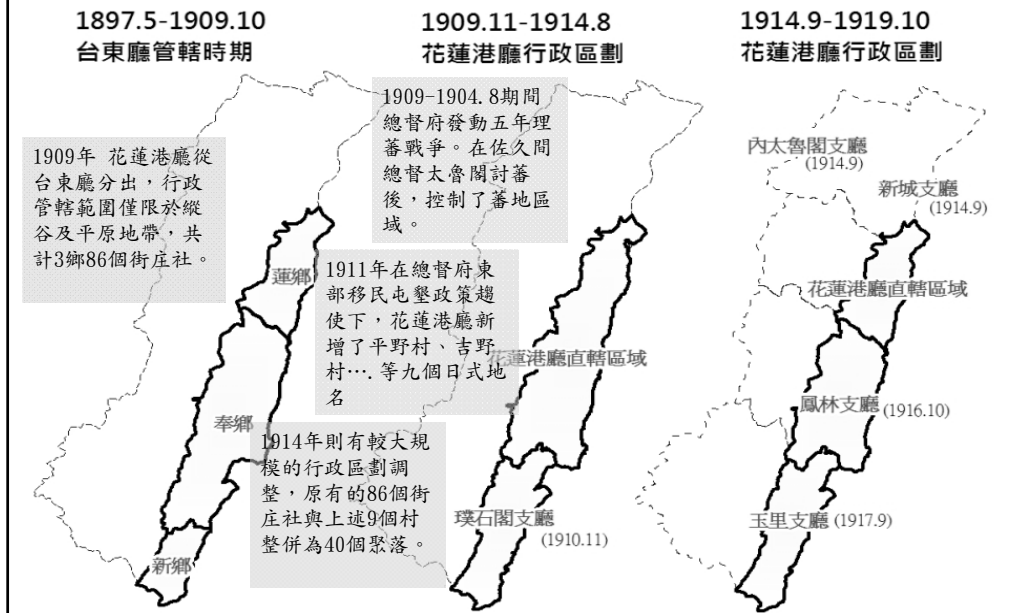 1897.5-1909.10
台東廳管轄時期
1909年 花蓮港廳從
台東廳分出，行政
管轄範圍僅限於縱
谷及平原地帶，共
計3鄉86個街庄社。
蓮鄉
奉鄉
新鄉
1909.11-1914.8
花蓮港廳行政區劃
1909-1904.8期間
總督府發動五年理
蕃戰爭。在佐久間
總督太魯閣討蕃
後，控制了蕃地區
域。
1911年在總督府東
部移民屯墾政策趨
使下，花蓮港廳新
增了平野村、吉野
村….等九個日式地
名
花蓮港廳直轄區域
1914年則有較大規
模的行政區劃調
整，原有的86個街
庄社與上述9個村
整併為40個聚落。
璞石閣支廳
(1910.11)
1914.9-1919.10
花蓮港廳行政區劃
內太魯閣支廳
(1914.9)
新城支廳
(1914.9)
花蓮港廳直轄區域
鳳林支廳 (1916.10)
玉里支廳 (1917.9)